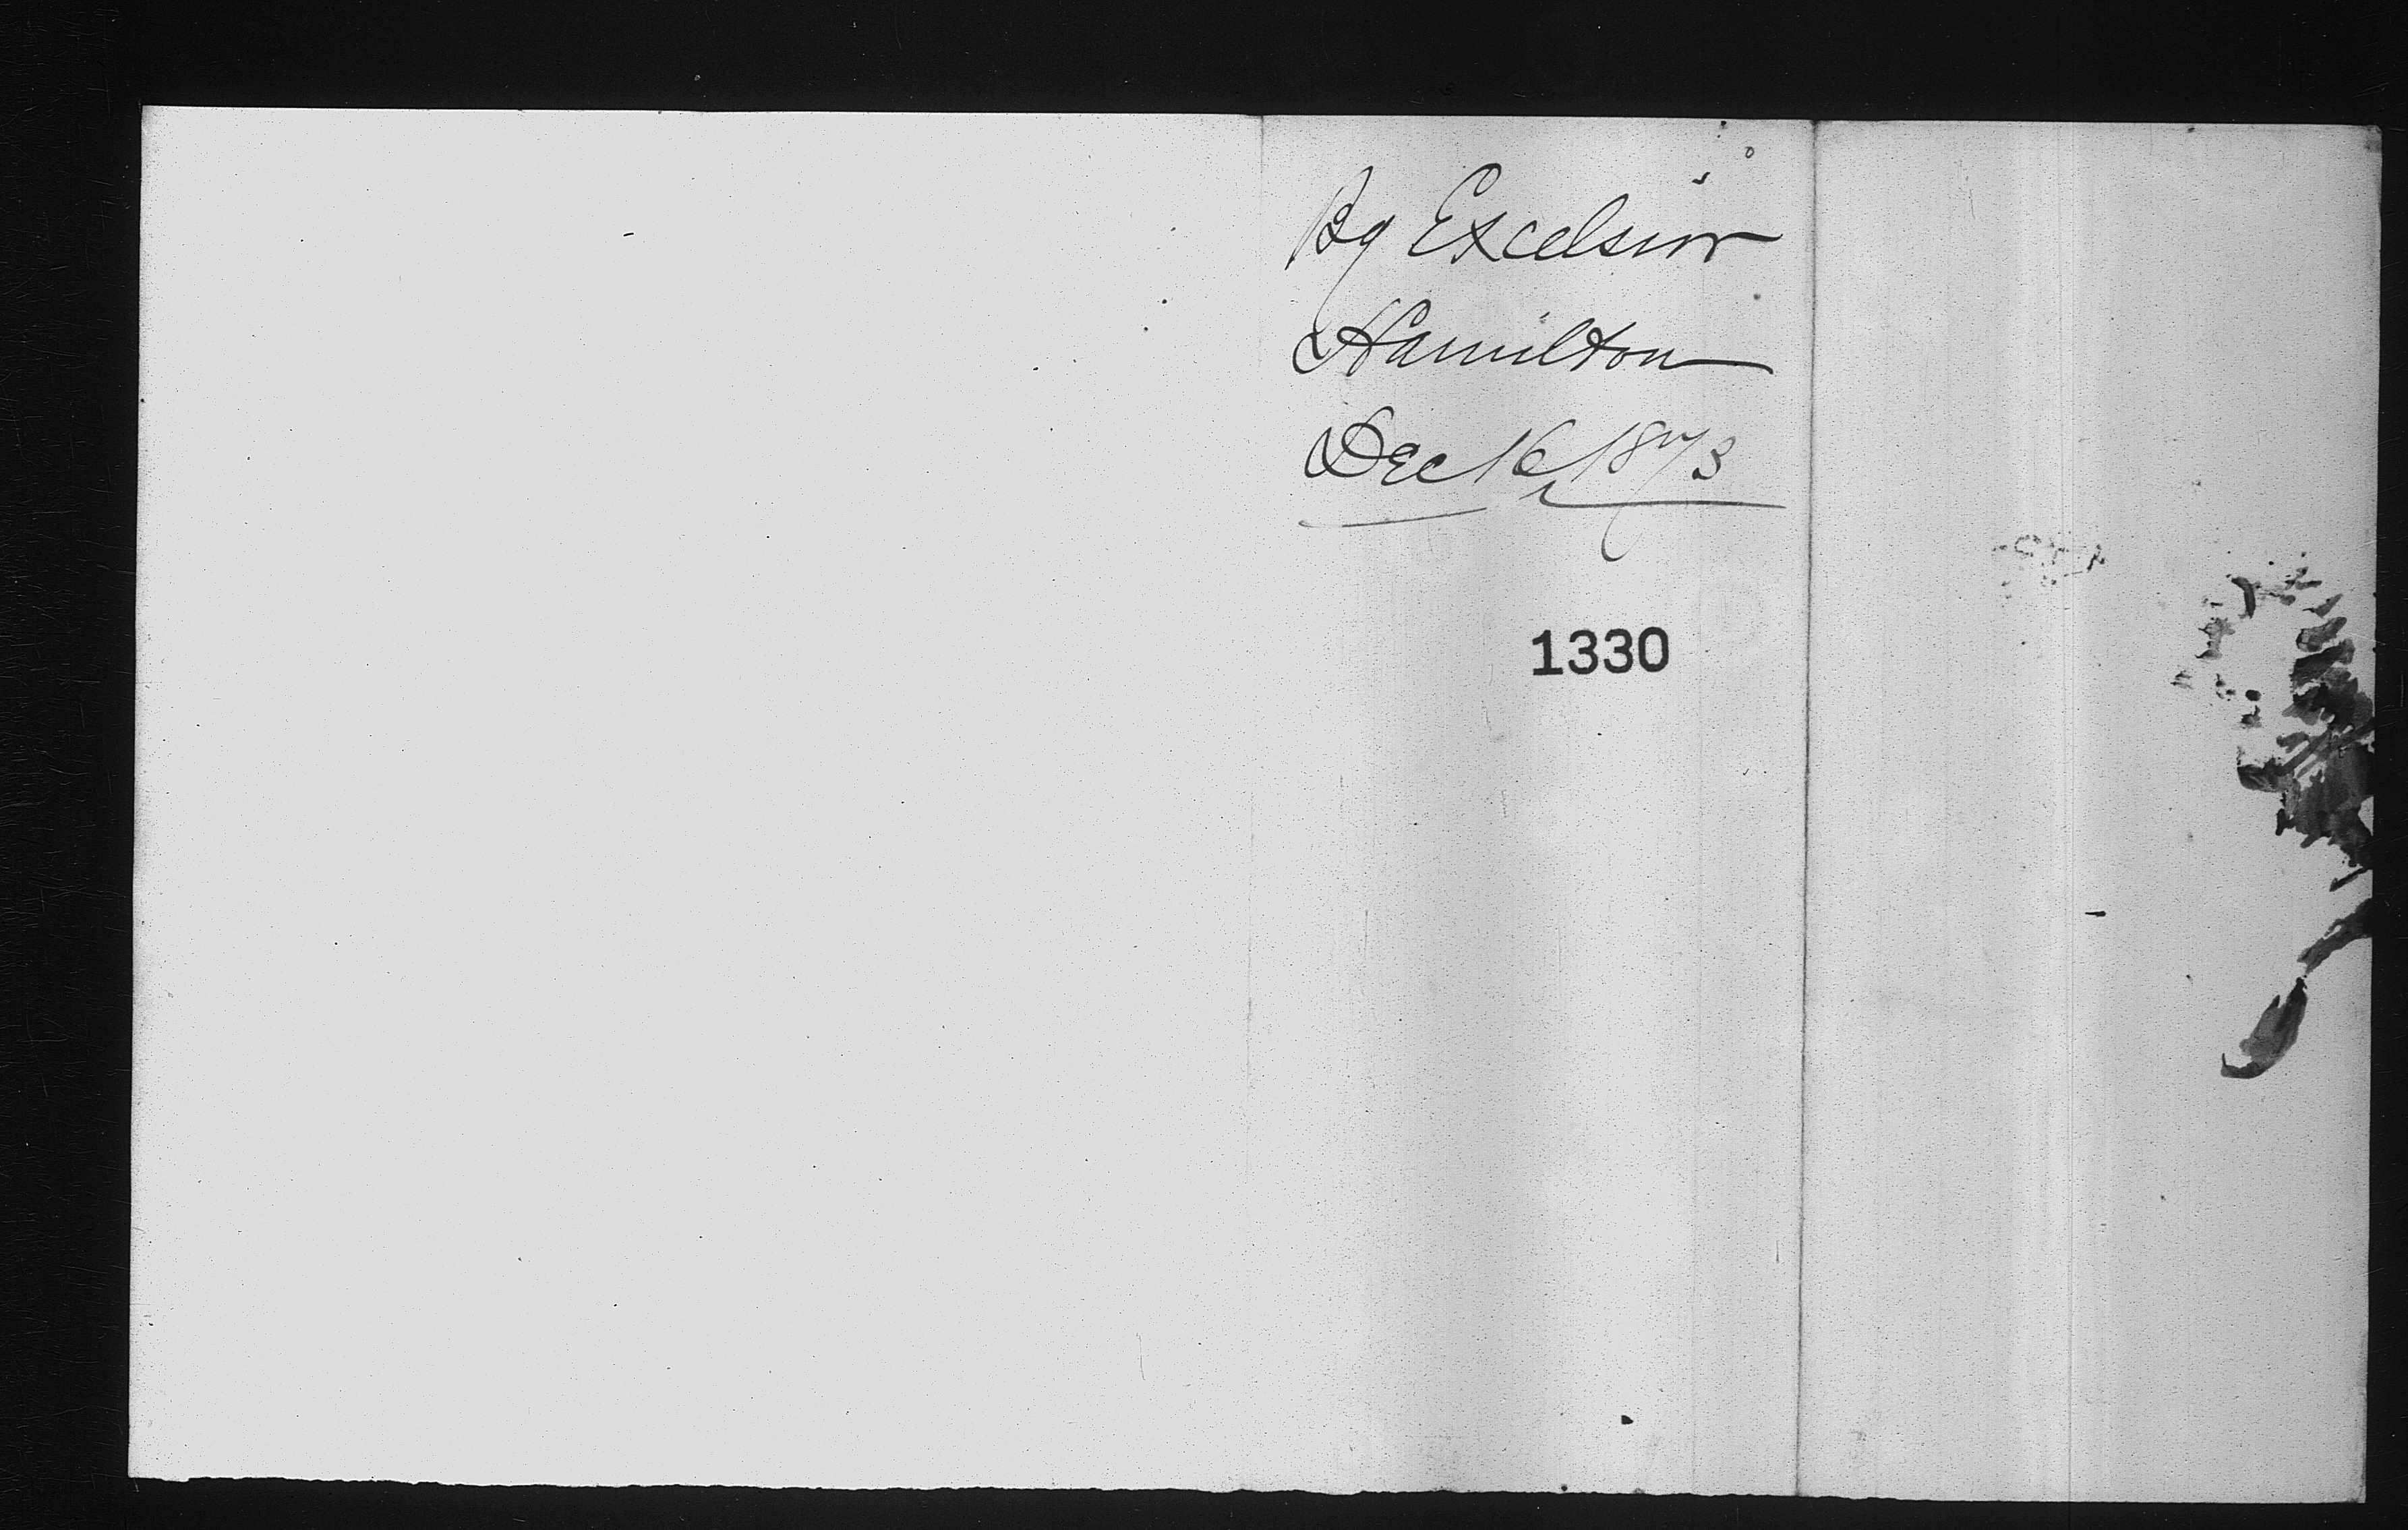 Bg Excelsior
Hamilton
Dec 16 1873
1330